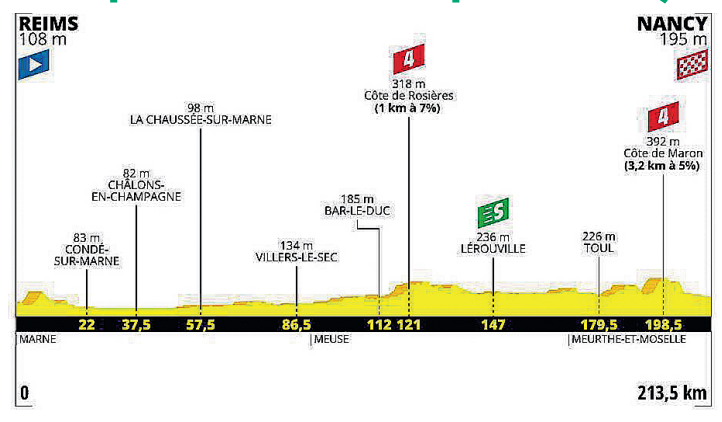 REIMS
108 m
NANCY
195 m
4
318 m
Côte de Rosières
(1 km à 7%)
98 m
LA CHAUSSÉE-SUR-MARNE
4
392 m
Côte de Maron
(3,2 km à 5%)
82 m
CHÂLONS-
EN-CHAMPAGNE
185 m
BAR-LE-DUC
S
83 m
CONDÉ-
SUR-MARNE
134 m
VILLERS-LE-SEC
236 m
LÉROUVILLE
226 m
TOUL
22 37,5 57,5 86,5 112 121 147 179,5 198,5
MARNE MEUSE MEURTHE-ET-MOSELLE
0 213,5 km